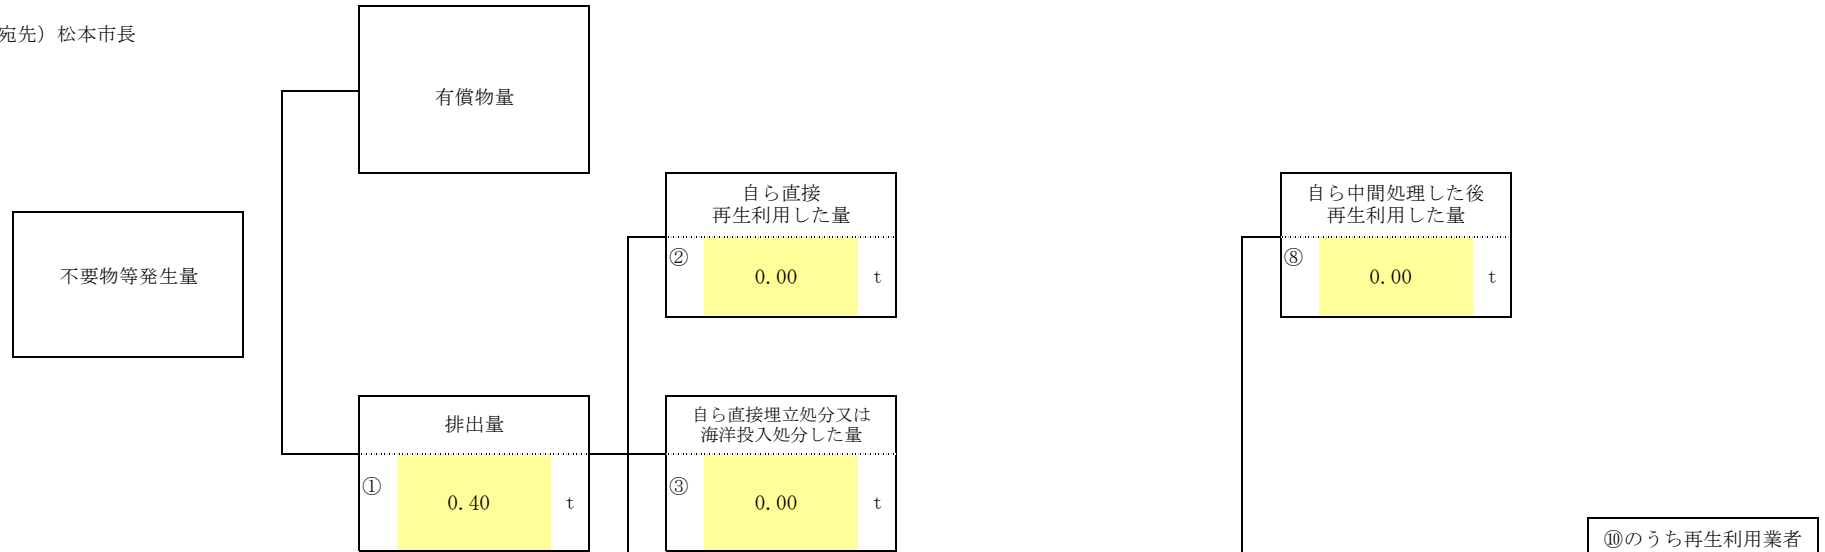 宛先）松本市長
有償物量
自ら直接
再生利用した量
②
0.00
t
自ら中間処理した後
再生利用した量
⑧
0.00
t
不要物等発生量
排出量
①
0.40
t
自ら直接埋立処分又は
海洋投入処分した量
③
0.00
t
⑩のうち再生利用業者